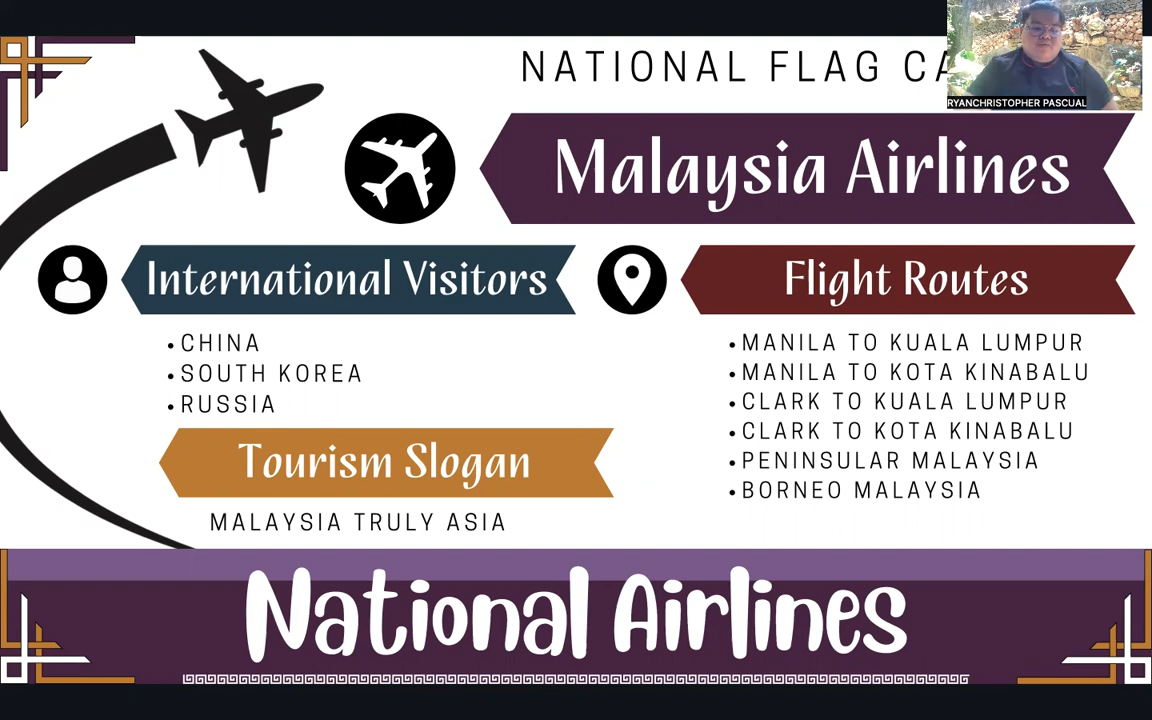 NATIONAL FLAG
RYANCHRISTOPHER PASCUAL
Malaysia Airlines
International Visitors
• CHINA
• SOUTH KOREA
• RUSSIA
Tourism Slogan
MALAYSIA TRULY ASIA
Flight Routes
• MANILA TO KUALA LUMPUR
• MANILA TO KOTA KINABALU
• CLARK TO KUALA LUMPUR
• CLARK TO KOTA KINABALU
• PENINSULAR MALAYSIA
• BORNEO MALAYSIA
National Airlines